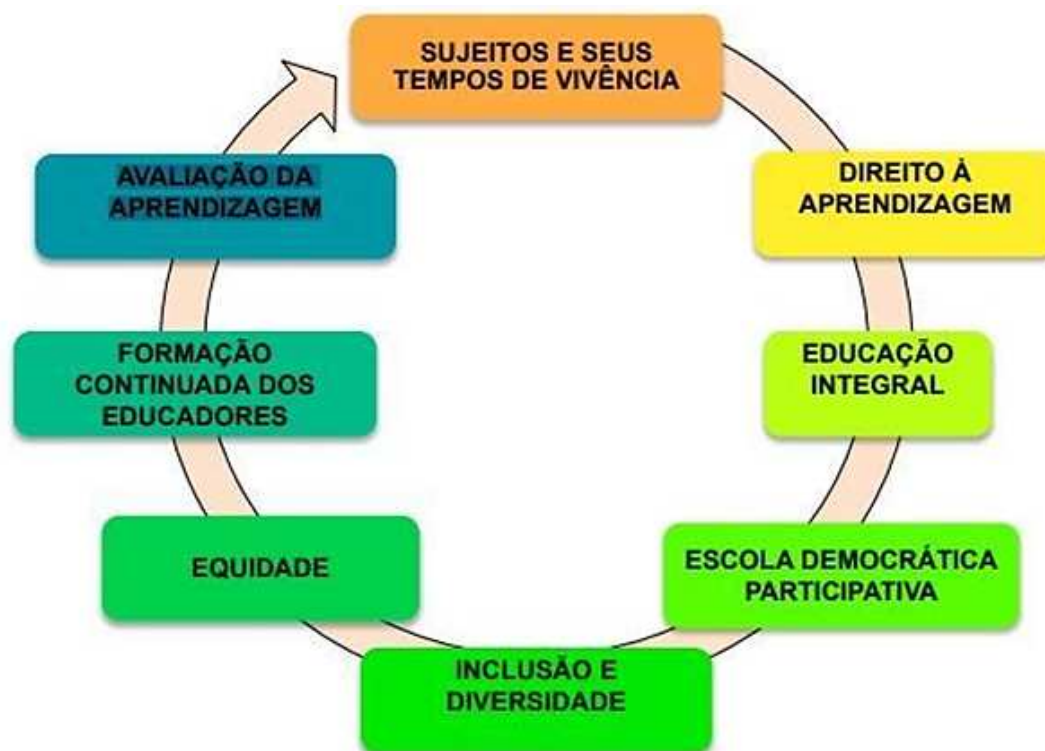 SUJEITOS E SEUS
TEMPOS DE VIVÊNCIA
DIREITO À
APRENDIZAGEM
EDUCAÇÃO
INTEGRAL
ESCOLA DEMOCRÁTICA
PARTICIPATIVA
INCLUSÃO E
DIVERSIDADE
EQUIDADE
FORMAÇÃO
CONTINUADA DOS
EDUCADORES
AVALIAÇÃO DA
APRENDIZAGEM